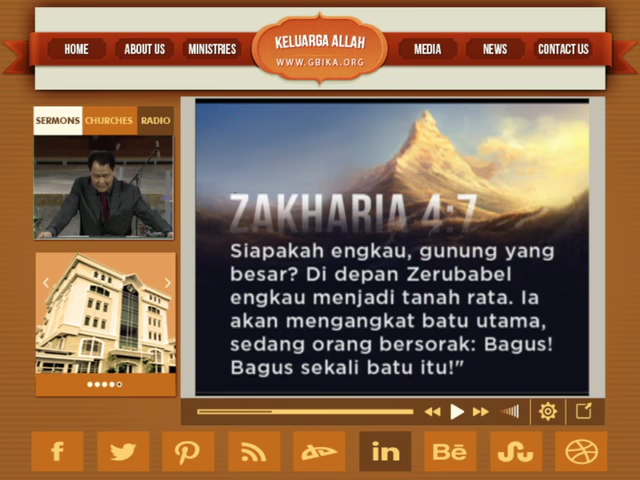 KELUARGA ALLAH
HOME ABOUT US MINISTRIES MEDIA NEWS CONTACT US
WWW.GBIKA.ORG
SERMONS CHURCHES RADIO
ZAKHARIA 4:7
Siapakah engkau, gunung yang
besar? Di depan Zerubabel
engkau menjadi tanah rata. Ia
akan mengangkat batu utama,
sedang orang bersorak: Bagus!
Bagus sekali batu itu!"
f in Bē